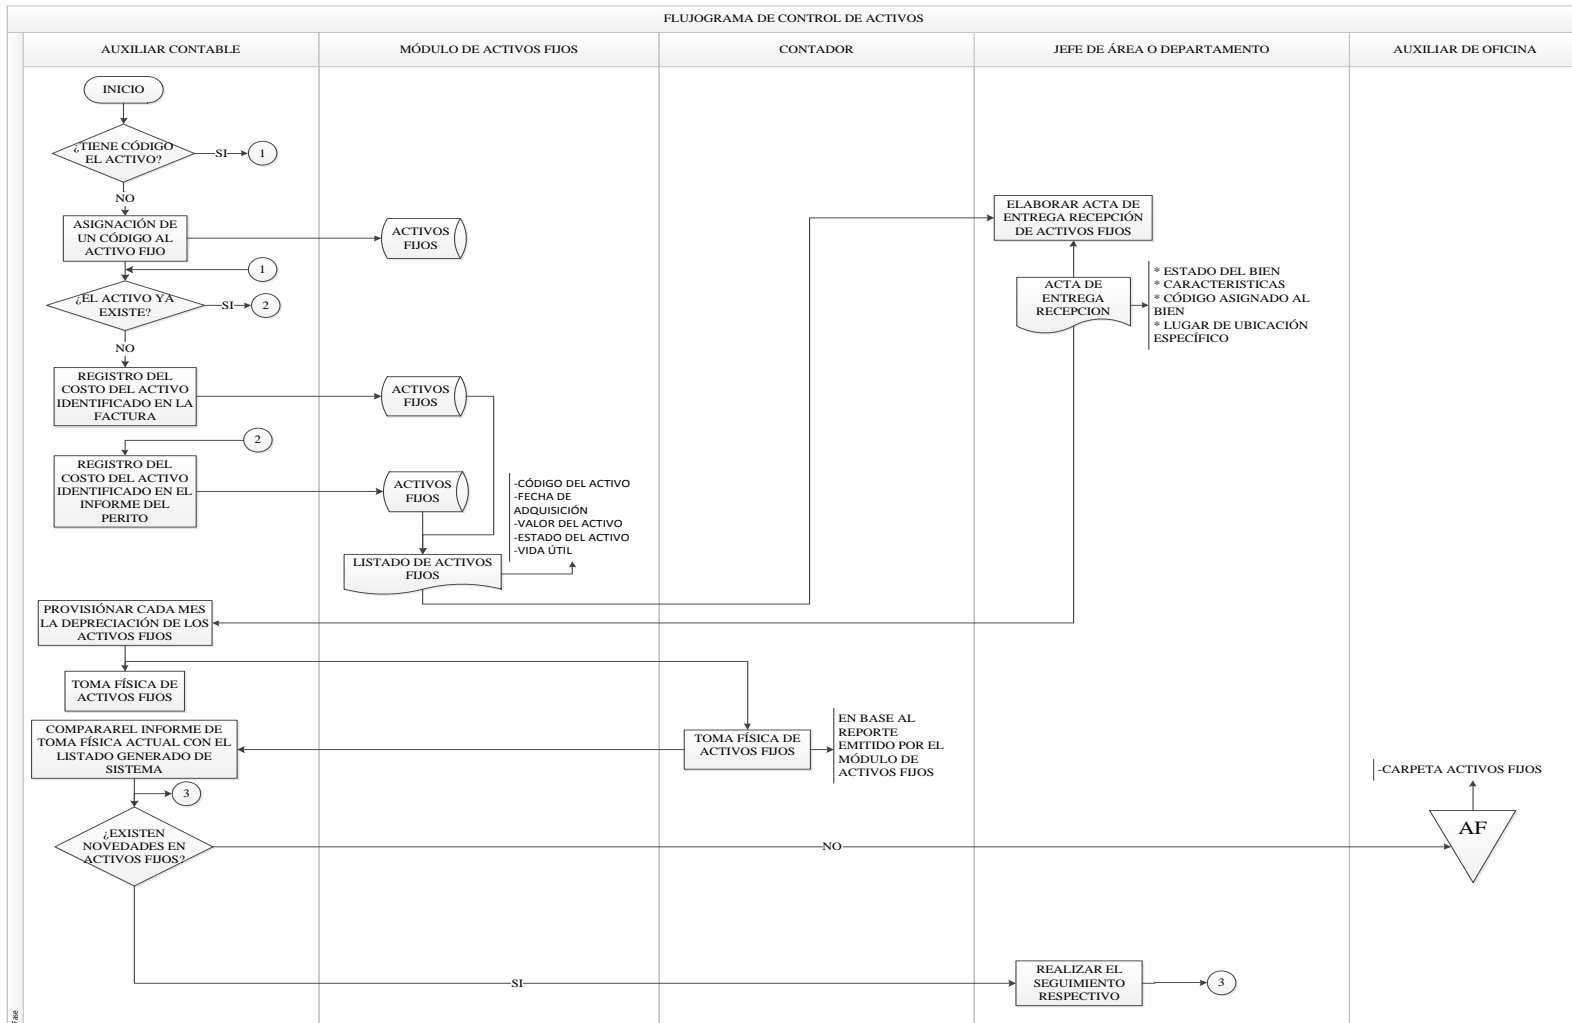 FLUJOGRAMA DE CONTROL DE ACTIVOS
AUXILIAR CONTABLE
MÓDULO DE ACTIVOS FIJOS
CONTADOR
JEFE DE ÁREA O DEPARTAMENTO
AUXILIAR DE OFICINA
INICIO
¿TIENE CÓDIGO
EL ACTIVO?
SI
1
NO
ASIGNACIÓN DE
UN CÓDIGO AL
ACTIVO FIJO
ACTIVOS
FIJOS
1
¿EL ACTIVO YA
EXISTE?
SI
2
NO
REGISTRO DEL
COSTO DEL ACTIVO
IDENTIFICADO EN LA
FACTURA
ACTIVOS
FIJOS
2
REGISTRO DEL
COSTO DEL ACTIVO
IDENTIFICADO EN EL
INFORME DEL
PERITO
ACTIVOS
FIJOS
-CÓDIGO DEL ACTIVO
-FECHA DE
ADQUISICIÓN
-VALOR DEL ACTIVO
-ESTADO DEL ACTIVO
-VIDA ÚTIL
LISTADO DE ACTIVOS
FIJOS
ELABORAR ACTA DE
ENTREGA RECEPCIÓN
DE ACTIVOS FIJOS
ACTA DE
ENTREGA
RECEPCION
* ESTADO DEL BIEN
* CARACTERISTICAS
* CÓDIGO ASIGNADO AL
BIEN
* LUGAR DE UBICACIÓN
ESPECÍFICO
PROVISIÓNAR CADA MES
LA DEPRECIACIÓN DE LOS
ACTIVOS FIJOS
TOMA FÍSICA DE
ACTIVOS FIJOS
TOMA FÍSICA DE
ACTIVOS FIJOS
EN BASE AL
REPORTE
EMITIDO POR EL
MÓDULO DE
ACTIVOS FIJOS
COMPARAREL INFORME DE
TOMA FÍSICA ACTUAL CON EL
LISTADO GENERADO DE
SISTEMA
3
¿EXISTEN
NOVEDADES EN
ACTIVOS FIJOS?
NO
-CARPETA ACTIVOS FIJOS
AF
SI
REALIZAR EL
SEGUIMIENTO
RESPECTIVO
3
Fase